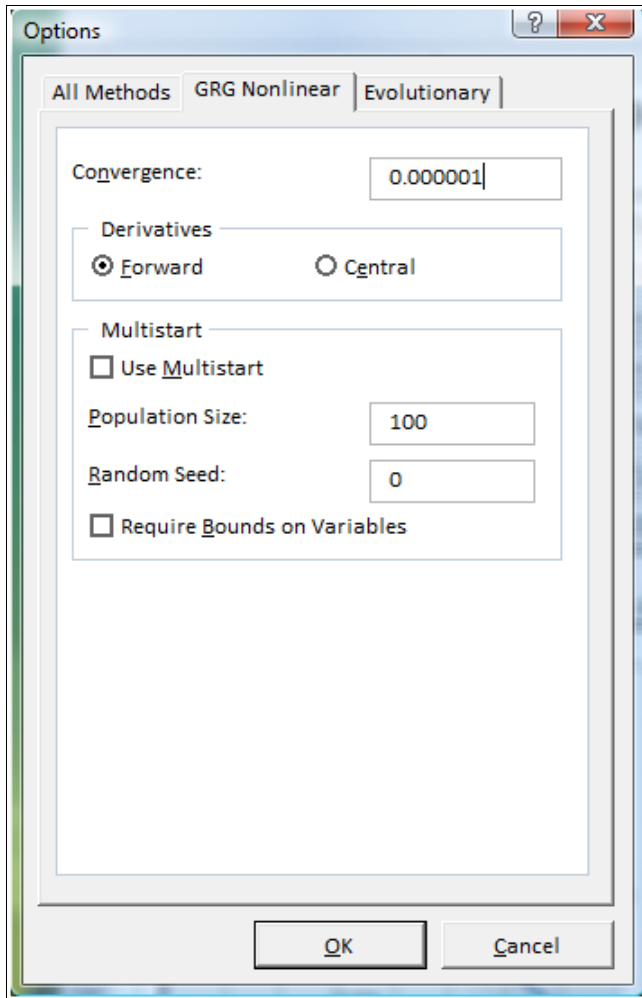 Options
All Methods GRG Nonlinear Evolutionary
Convergence: 0.000001
Derivatives
Forward Central
Multistart
Use Multistart
Population Size: 100
Random Seed: 0
Require Bounds on Variables
OK Cancel